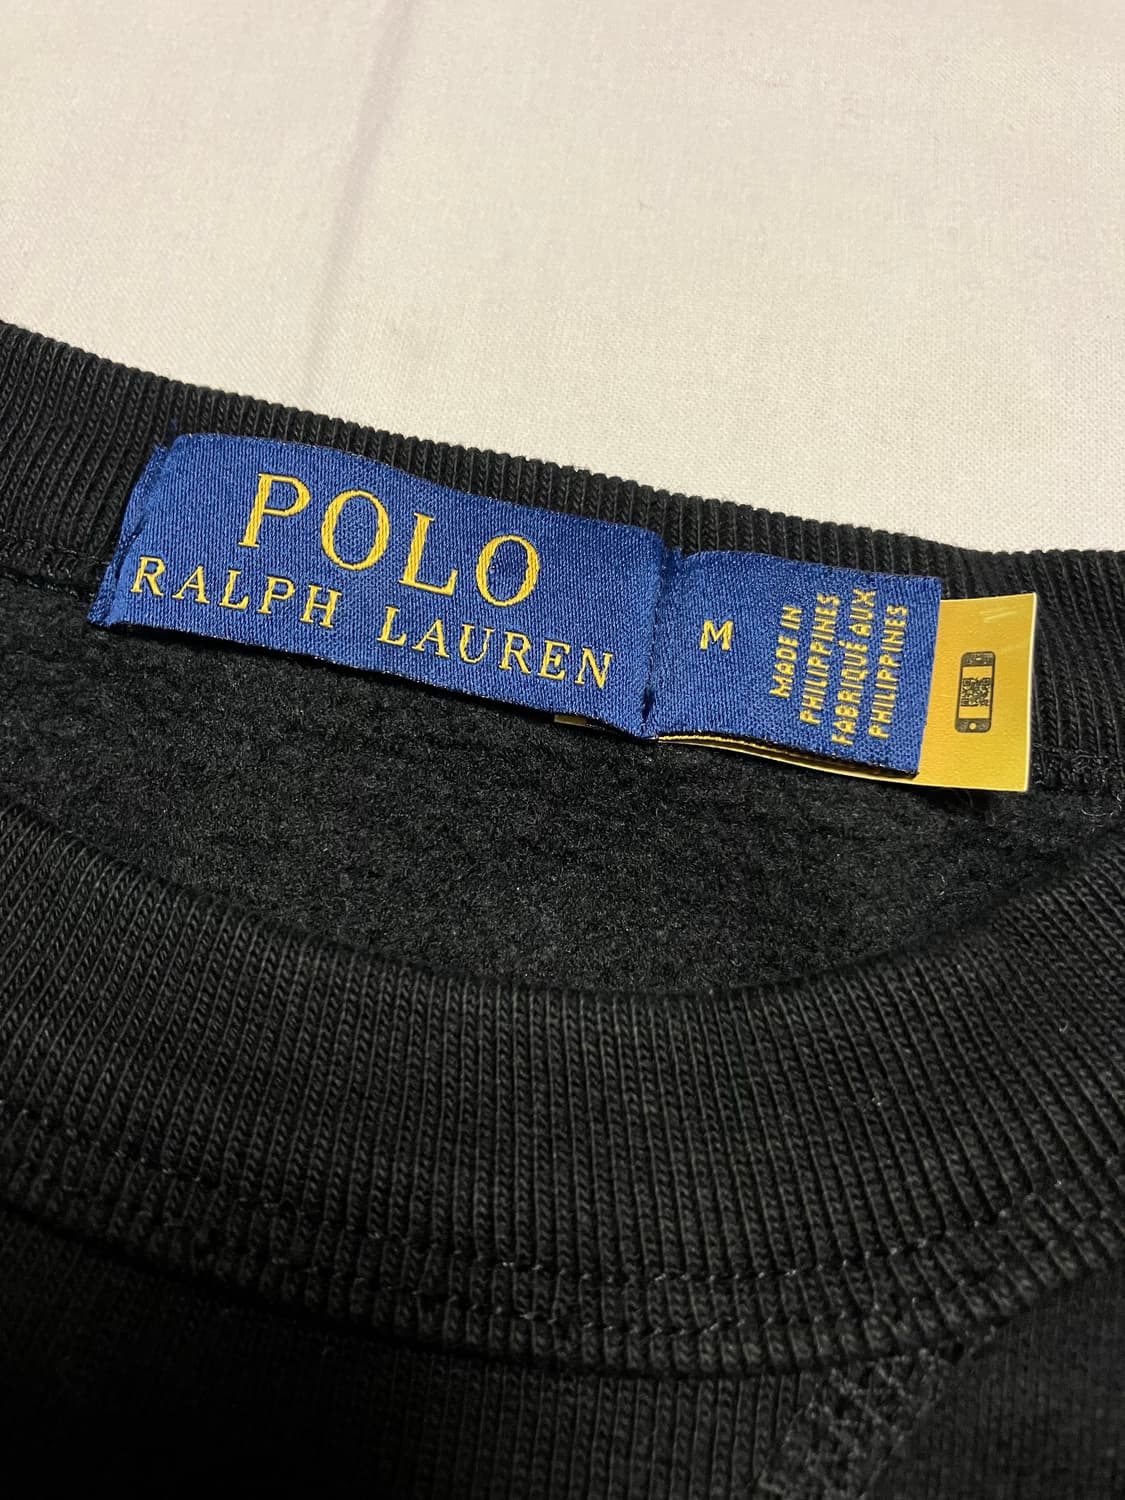 POLO
RALPH LAUREN
M
MADE IN
PHILIPPINES
FABRIQUÉ AUX
PHILIPPINES